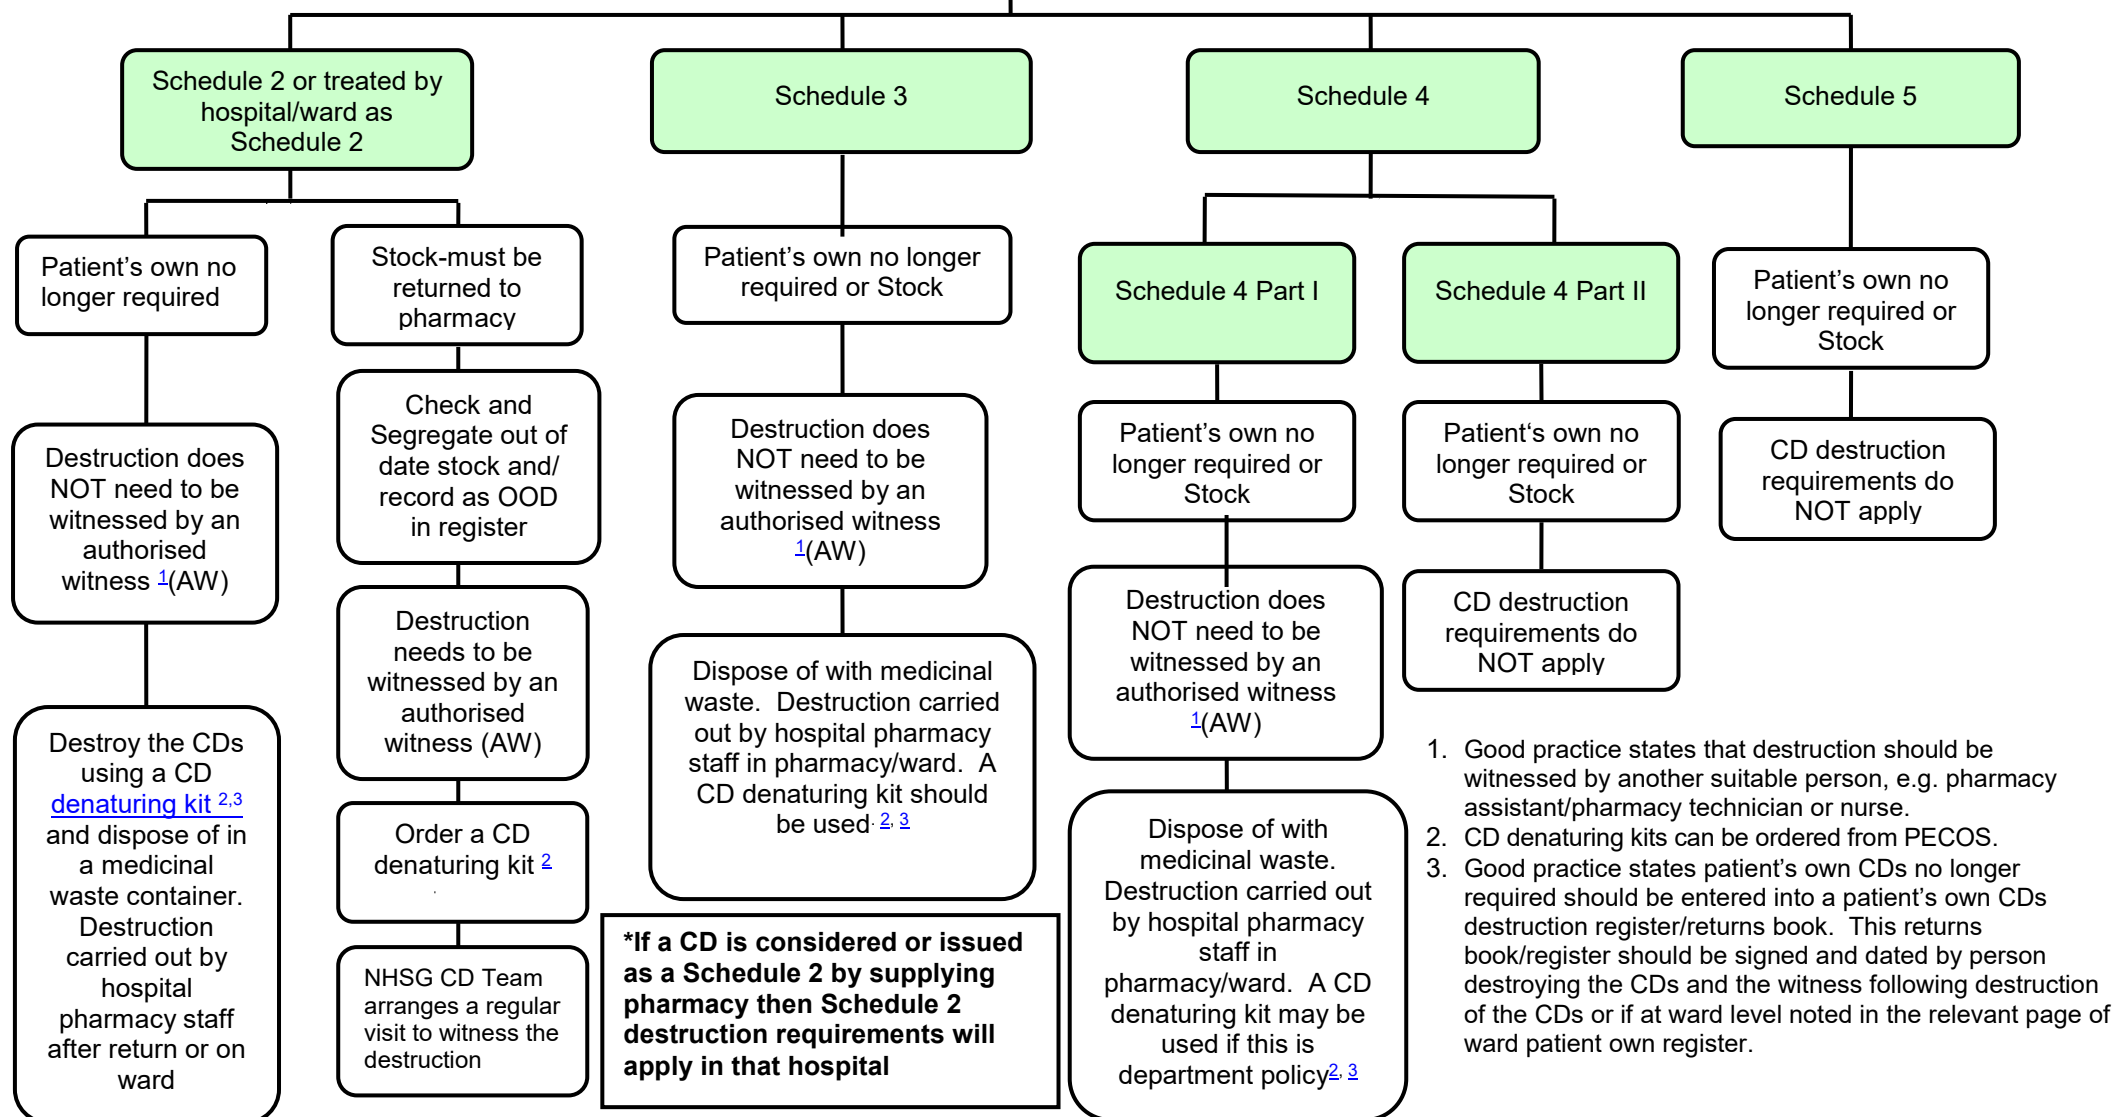 Schedule 2 or treated by
hospital/ward as
Schedule 2
Schedule 3
Schedule 4
Schedule 5
Patient’s own no
longer required
Stock-must be
returned to
pharmacy
Patient’s own no longer
required or Stock
Schedule 4 Part I
Schedule 4 Part II
Patient’s own no
longer required or
Stock
Destruction does
NOT need to be
witnessed by an
authorised
witness 1(AW)
Check and
Segregate out of
date stock and/
record as OOD
in register
Destruction does
NOT need to be
witnessed by an
authorised witness
1(AW)
Patient’s own no
longer required or
Stock
Patient‘s own no
longer required or
Stock
CD destruction
requirements do
NOT apply
Destruction
needs to be
witnessed by an
authorised
witness (AW)
Destruction does
NOT need to be
witnessed by an
authorised witness
1(AW)
CD destruction
requirements do
NOT apply
Destroy the CDs
using a CD
denaturing kit 2,3
and dispose of in
a medicinal
waste container.
Destruction
carried out by
hospital
pharmacy staff
after return or on
ward
Order a CD
denaturing kit 2
NHSG CD Team
arranges a regular
visit to witness the
destruction
Dispose of with medicinal
waste.  Destruction carried
out by hospital pharmacy
staff in pharmacy/ward.  A
CD denaturing kit should
be used. 2, 3
*If a CD is considered or issued
as a Schedule 2 by supplying
pharmacy then Schedule 2
destruction requirements will
apply in that hospital
Dispose of with
medicinal waste.
Destruction carried out
by hospital pharmacy
staff in
pharmacy/ward.  A CD
denaturing kit may be
used if this is
department policy2, 3
1. Good practice states that destruction should be
witnessed by another suitable person, e.g. pharmacy
assistant/pharmacy technician or nurse.
2. CD denaturing kits can be ordered from PECOS.
3. Good practice states patient’s own CDs no longer
required should be entered into a patient’s own CDs
destruction register/returns book.  This returns
book/register should be signed and dated by person
destroying the CDs and the witness following destruction
of the CDs or if at ward level noted in the relevant page of
ward patient own register.